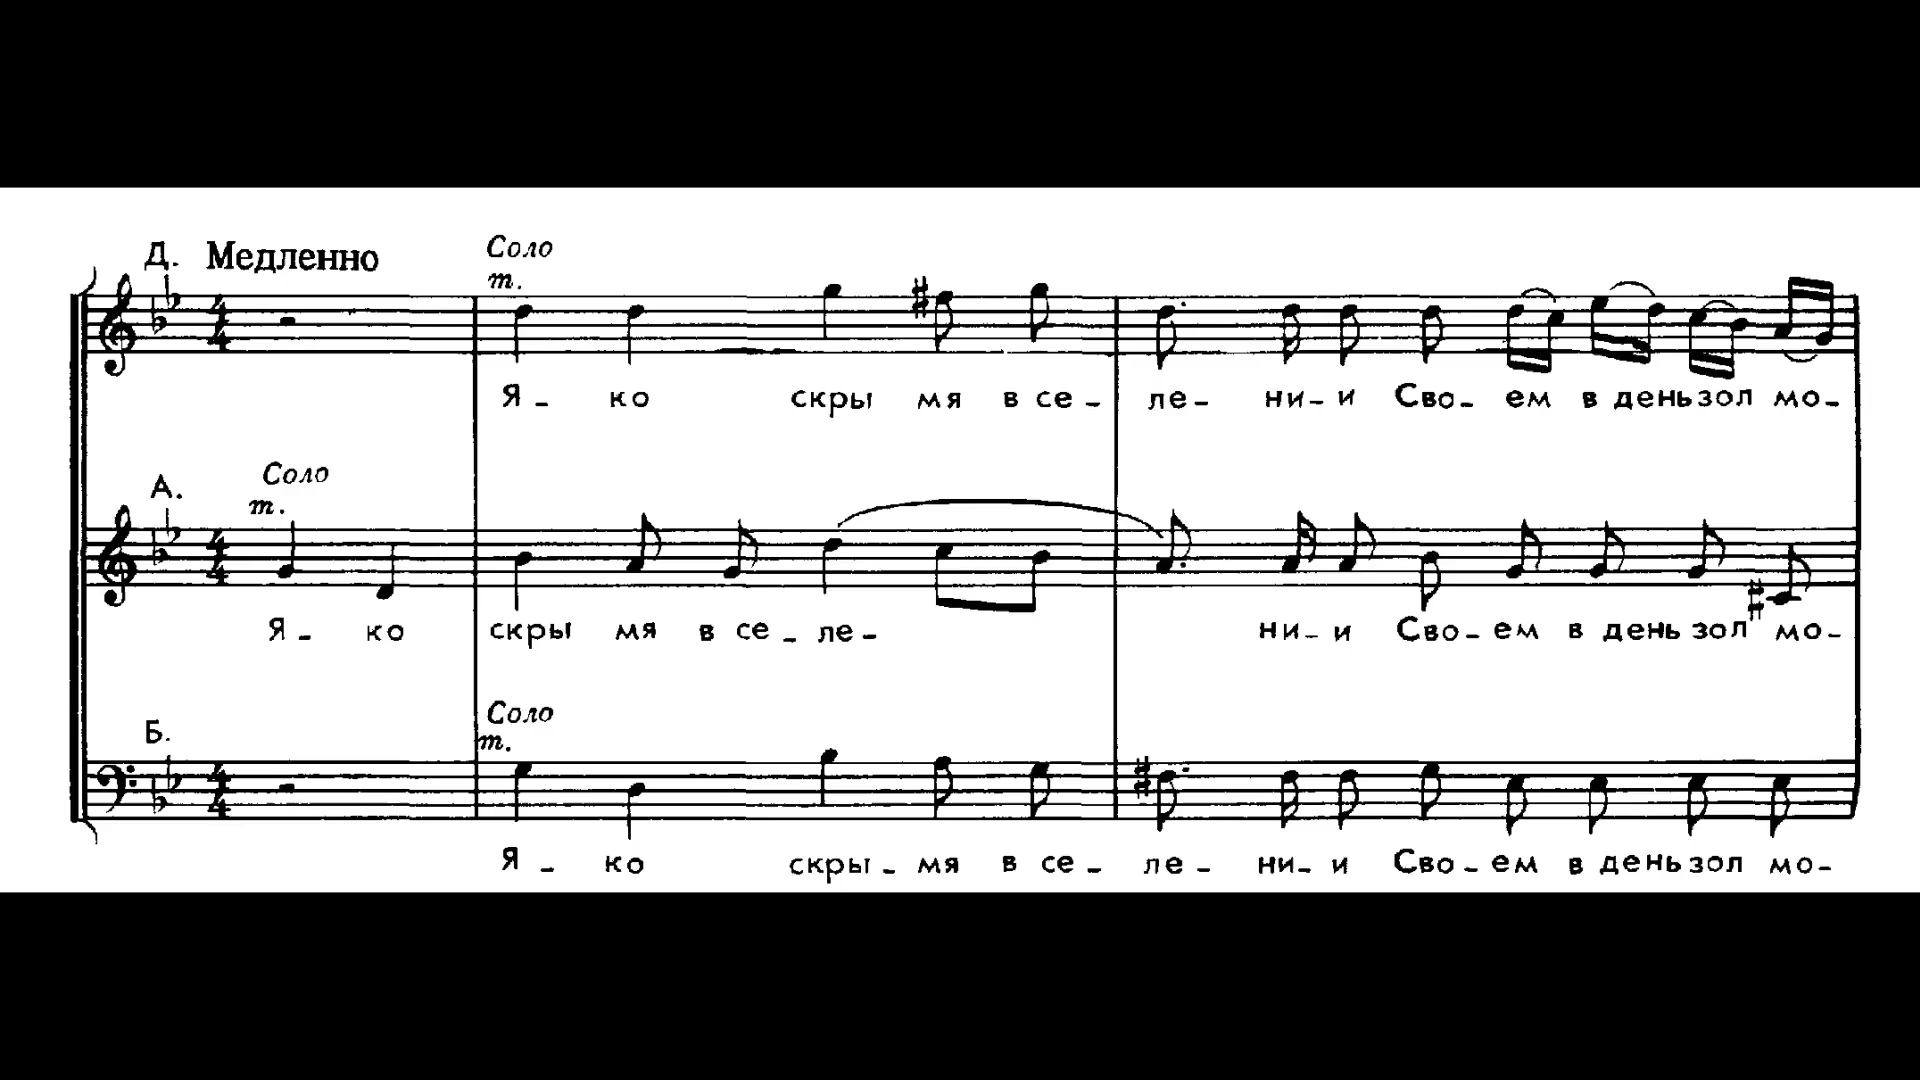 Д. Медленно Соло
т.
Я - ко скры мя в се - ле - ни - и Сво - ем в день зол мо -
А. Соло
т.
Я - ко скры мя в се - ле - ни - и Сво - ем в день зол мо -
Б. Соло
т.
Я - ко скры - мя в се - ле - ни - и Сво - ем в день зол мо -